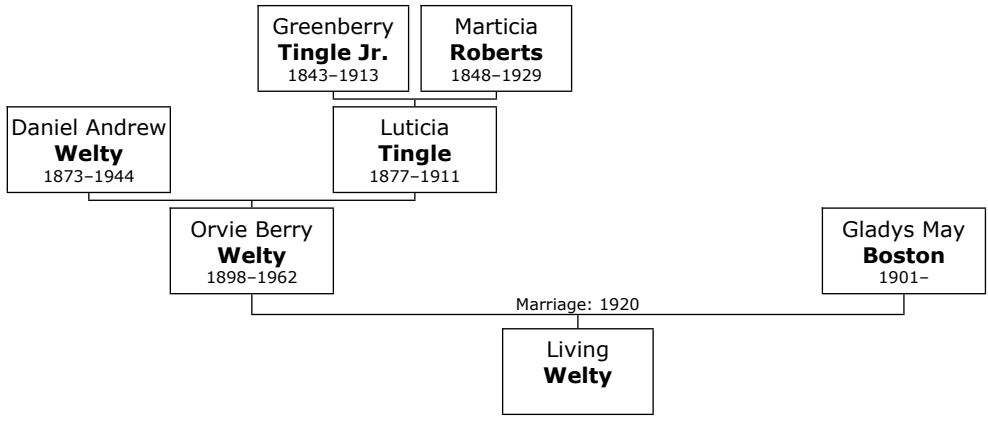 Greenberry
Tingle Jr.
1843–1913
Marticia
Roberts
1848–1929
Daniel Andrew
Welty
1873–1944
Luticia
Tingle
1877–1911
Orvie Berry
Welty
1898–1962
Gladys May
Boston
1901–
Marriage: 1920
Living
Welty